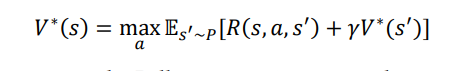 V*(s) = max_a 𝔼_{s'~P}[R(s, a, s') + γV*(s')]